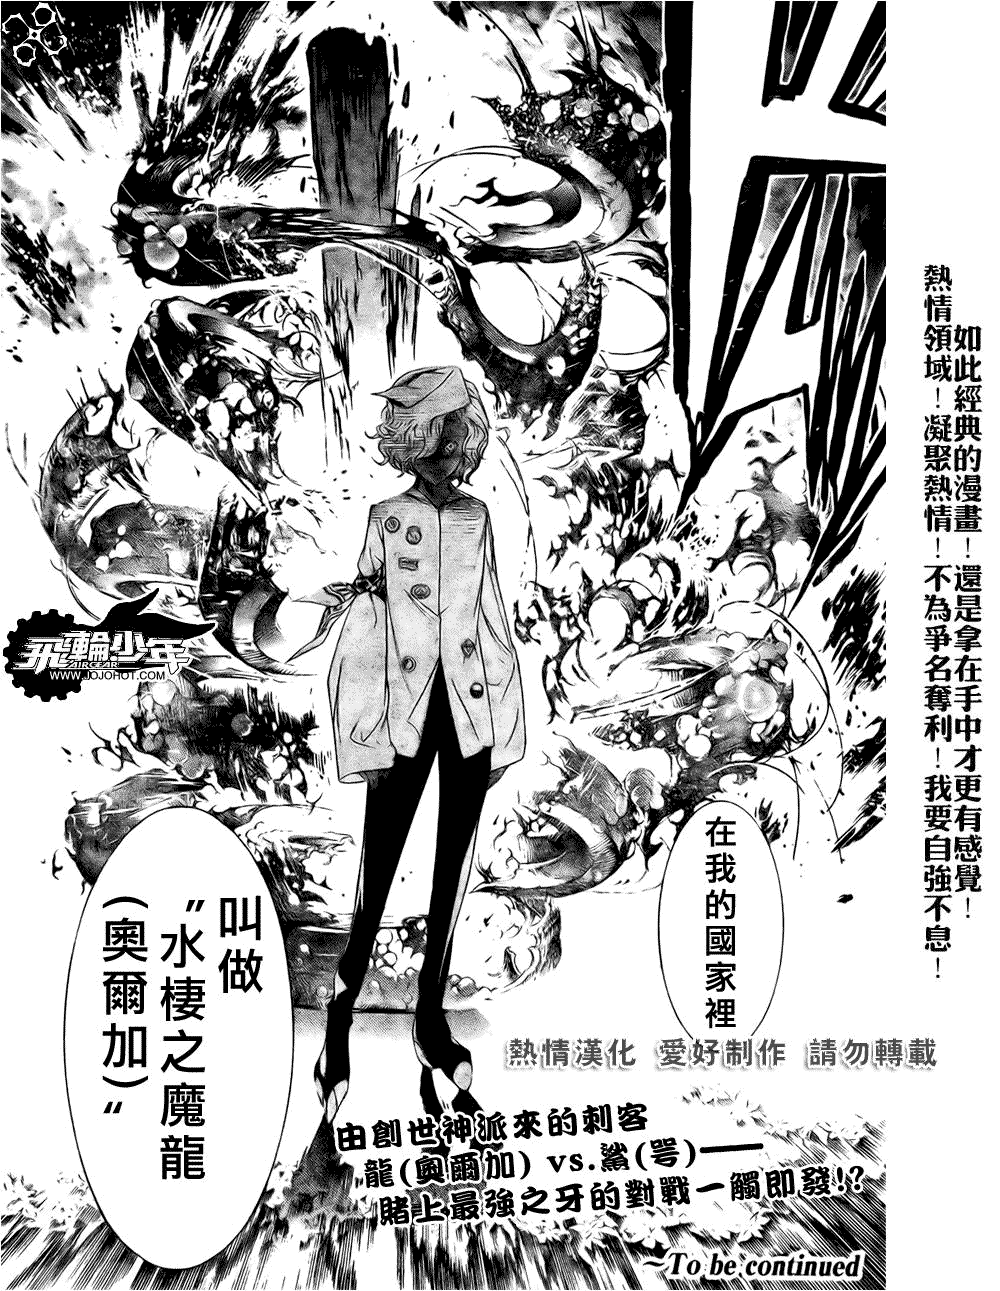 如此經典的漫畫！還是拿在手中才更有感覺！
熱情領域！凝聚熱情！不為爭名奪利！我要自強不息！
在我的國家裡
叫做
"水棲之魔龍
(奧爾加)"
飛輪少年
AIRGEAR
WWW.JOJOHOT.COM
熱情漢化 愛好制作 請勿轉載
由創世神派來的刺客
龍(奧爾加) vs.鯊(咢)——
賭上最強之牙的對戰一觸即發!?
~To be continued